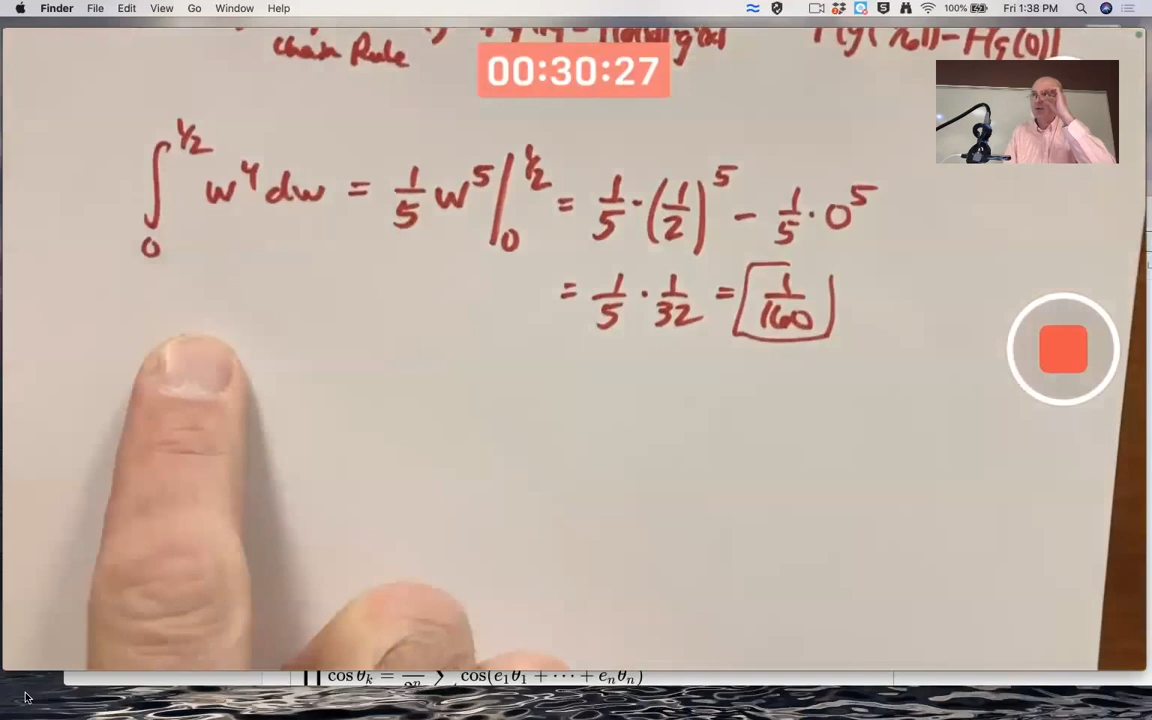 Finder File Edit View Go Window Help 100% Fri 1:38 PM
Chain Rule
00:30:27
∫₀^{1/2} w⁴ dw = 1/5 w⁵ |₀^{1/2} = 1/5 · (1/2)⁵ − 1/5 · 0⁵
= 1/5 · 1/32 = 1/160